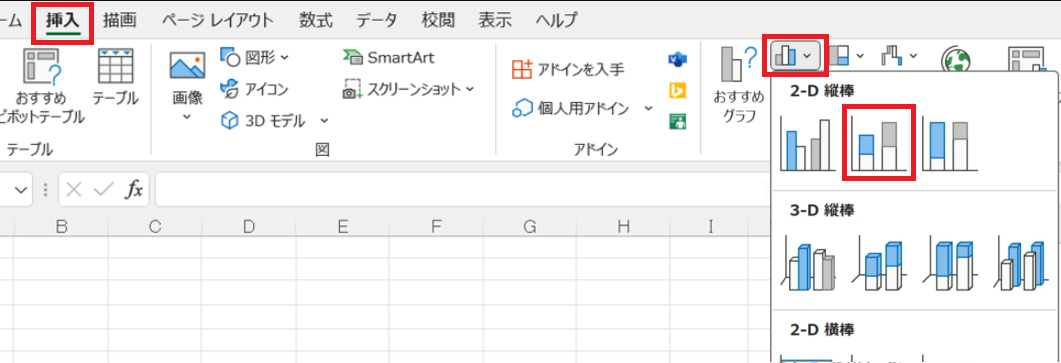 ーム 挿入 描画 ページ レイアウト 数式 データ 校閲 表示 ヘルプ
おすすめ
ピボットテーブル
テーブル
テーブル
画像
図形
アイコン
3D モデル
SmartArt
スクリーンショット
図
アドインを入手
個人用アドイン
アドイン
おすすめ
グラフ
2-D 縦棒
3-D 縦棒
2-D 横棒
fx
B C D E F G H I